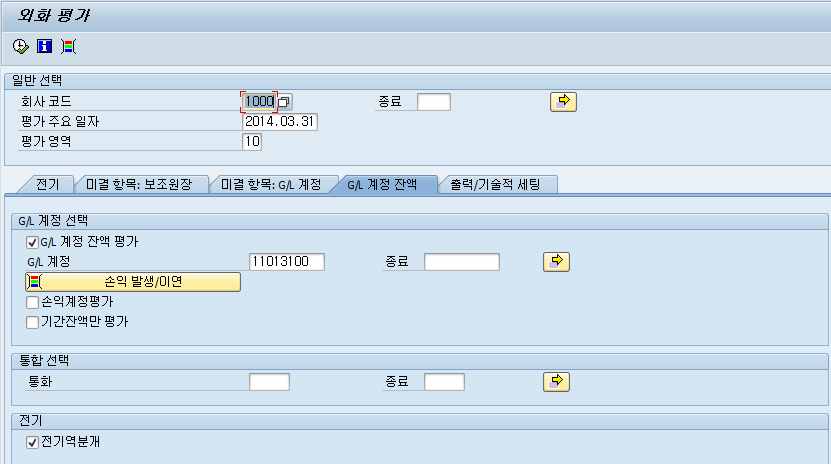 외화 평가
일반 선택
회사 코드 1000 종료
평가 주요 일자 2014.03.31
평가 영역 10
전기 미결 항목: 보조원장 미결 항목: G/L 계정 G/L 계정 잔액 출력/기술적 세팅
G/L 계정 선택
G/L 계정 잔액 평가
G/L 계정 11013100 종료
손익 발생/이연
손익계정평가
기간잔액만 평가
통합 선택
통화 종료
전기
전기역분개